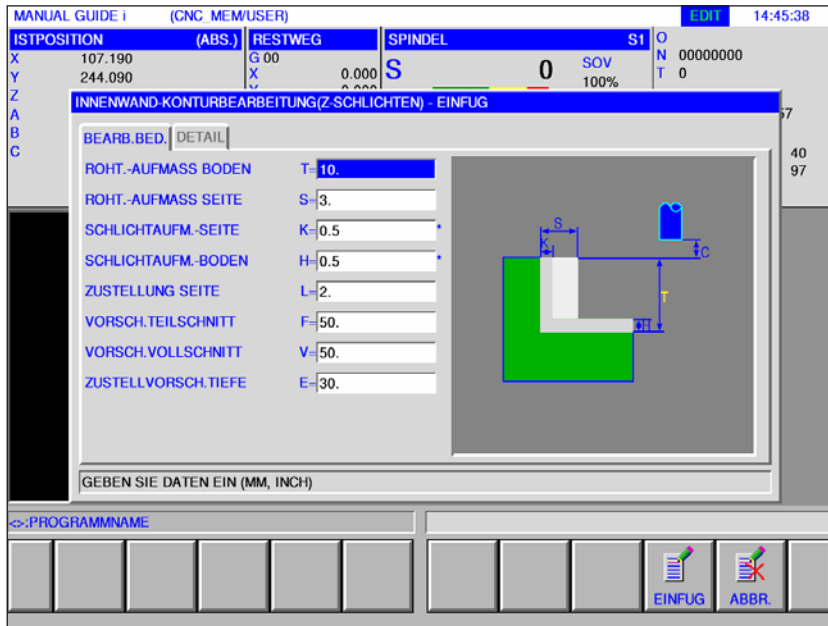 MANUAL GUIDE i (CNC_MEM/USER) EDIT 14:45:38
ISTPOSITION (ABS.) RESTWEG SPINDEL S1 O
X 107.190 G 00 N 00000000
Y 244.090 X 0.000 S 0 SOV T 0
100%
Z
A
B
C
40
97
INNENWAND-KONTURBEARBEITUNG(Z-SCHLICHTEN) - EINFUG
BEARB.BED. DETAIL
ROHT.-AUFMASS BODEN T=10.
ROHT.-AUFMASS SEITE S=3.
SCHLICHTAUFM.-SEITE K=0.5 *
SCHLICHTAUFM.-BODEN H=0.5 *
ZUSTELLUNG SEITE L=2.
VORSCH.TEILSCHNITT F=50.
VORSCH.VOLLSCHNITT V=50.
ZUSTELLVORSCH.TIEFE E=30.
S
K
C
T
H
GEBEN SIE DATEN EIN (MM, INCH)
<>:PROGRAMMNAME
EINFUG ABBR.